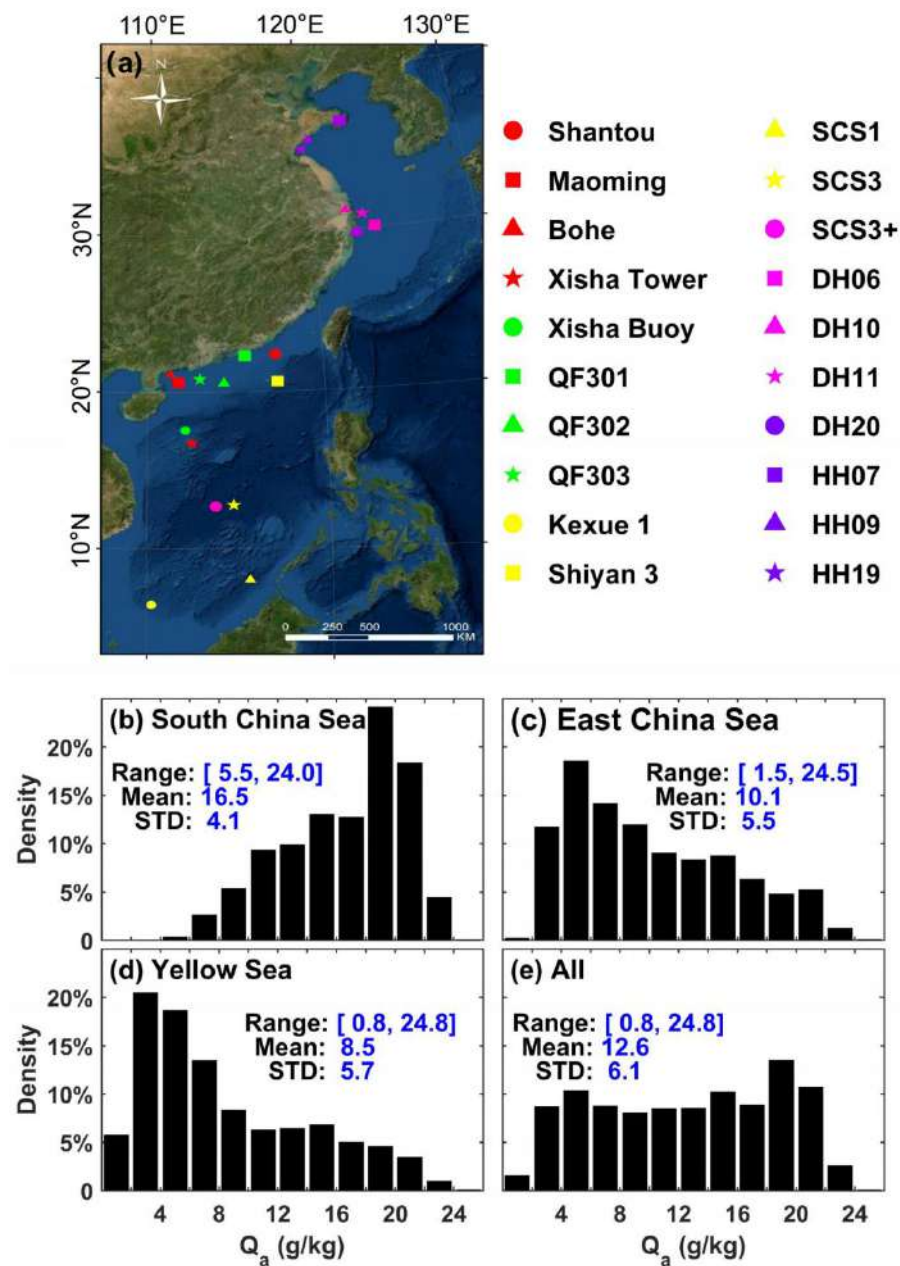 110°E 120°E 130°E
(a)
N
30°N
20°N
10°N
0 250 500 1000
KM
Shantou
Maoming
Bohe
Xisha Tower
Xisha Buoy
QF301
QF302
QF303
Kexue 1
Shiyan 3
SCS1
SCS3
SCS3+
DH06
DH10
DH11
DH20
HH07
HH09
HH19
(b) South China Sea
Range: [ 5.5, 24.0]
Mean: 16.5
STD: 4.1
20%
15%
10%
5%
0
Density
(c) East China Sea
Range: [ 1.5, 24.5]
Mean: 10.1
STD: 5.5
(d) Yellow Sea
Range: [ 0.8, 24.8]
Mean: 8.5
STD: 5.7
20%
15%
10%
5%
0
Density
4 8 12 16 20 24
Qa (g/kg)
(e) All
Range: [ 0.8, 24.8]
Mean: 12.6
STD: 6.1
4 8 12 16 20 24
Qa (g/kg)